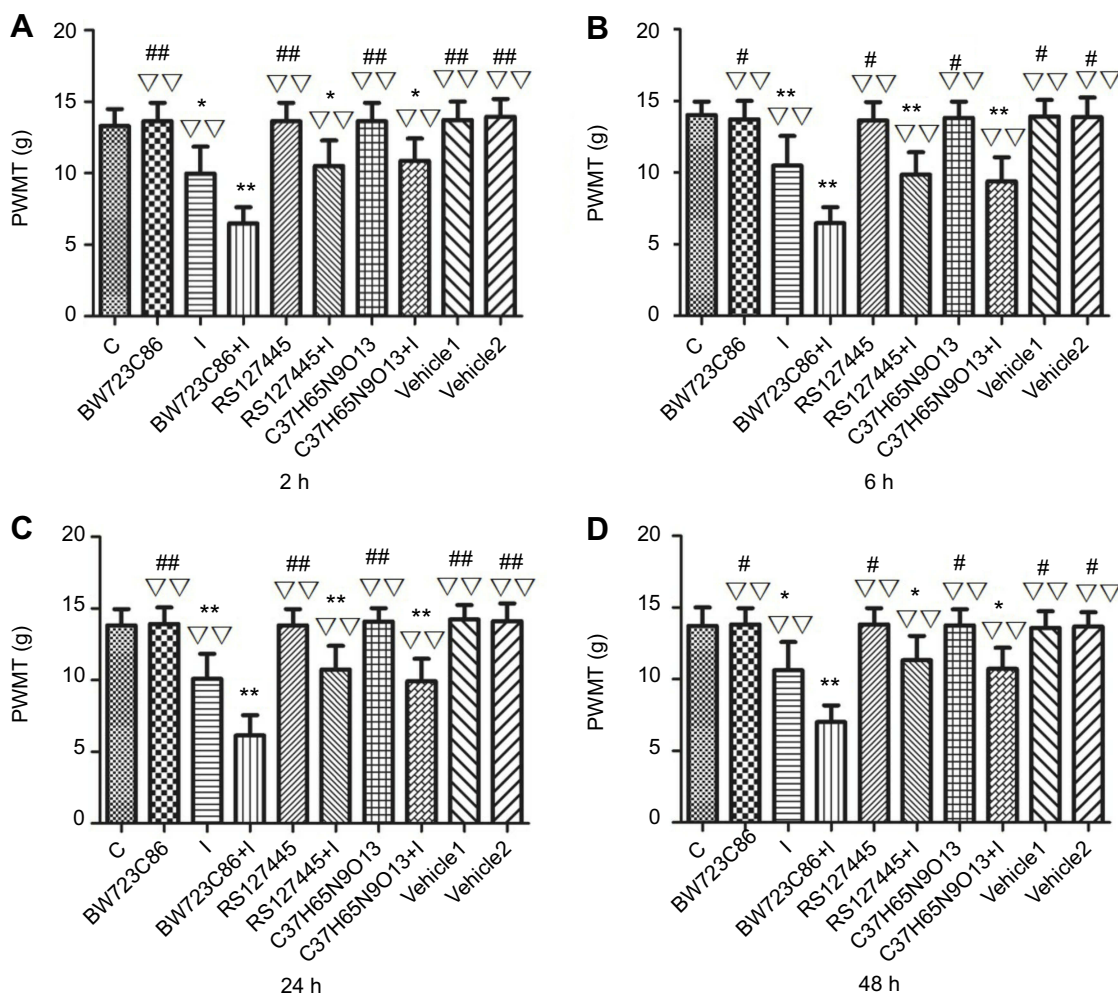 A
20
15
10
5
0
PWMT (g)
##
▽▽
*
▽▽
**
##
▽▽
*
▽▽
##
▽▽
*
▽▽
##
▽▽
##
▽▽
C
BW723C86
I
BW723C86+I
RS127445
RS127445+I
C37H65N9O13
C37H65N9O13+I
Vehicle1
Vehicle2
2 h
B
20
15
10
5
0
PWMT (g)
#
▽▽
**
▽▽
**
#
▽▽
**
▽▽
#
▽▽
**
▽▽
#
▽▽
#
▽▽
C
BW723C86
I
BW723C86+I
RS127445
RS127445+I
C37H65N9O13
C37H65N9O13+I
Vehicle1
Vehicle2
6 h
C
20
15
10
5
0
PWMT (g)
##
▽▽
**
▽▽
**
##
▽▽
**
▽▽
##
▽▽
**
▽▽
##
▽▽
##
▽▽
C
BW723C86
I
BW723C86+I
RS127445
RS127445+I
C37H65N9O13
C37H65N9O13+I
Vehicle1
Vehicle2
24 h
D
20
15
10
5
0
PWMT (g)
#
▽▽
*
▽▽
**
#
▽▽
*
▽▽
#
▽▽
*
▽▽
#
▽▽
#
▽▽
C
BW723C86
I
BW723C86+I
RS127445
RS127445+I
C37H65N9O13
C37H65N9O13+I
Vehicle1
Vehicle2
48 h